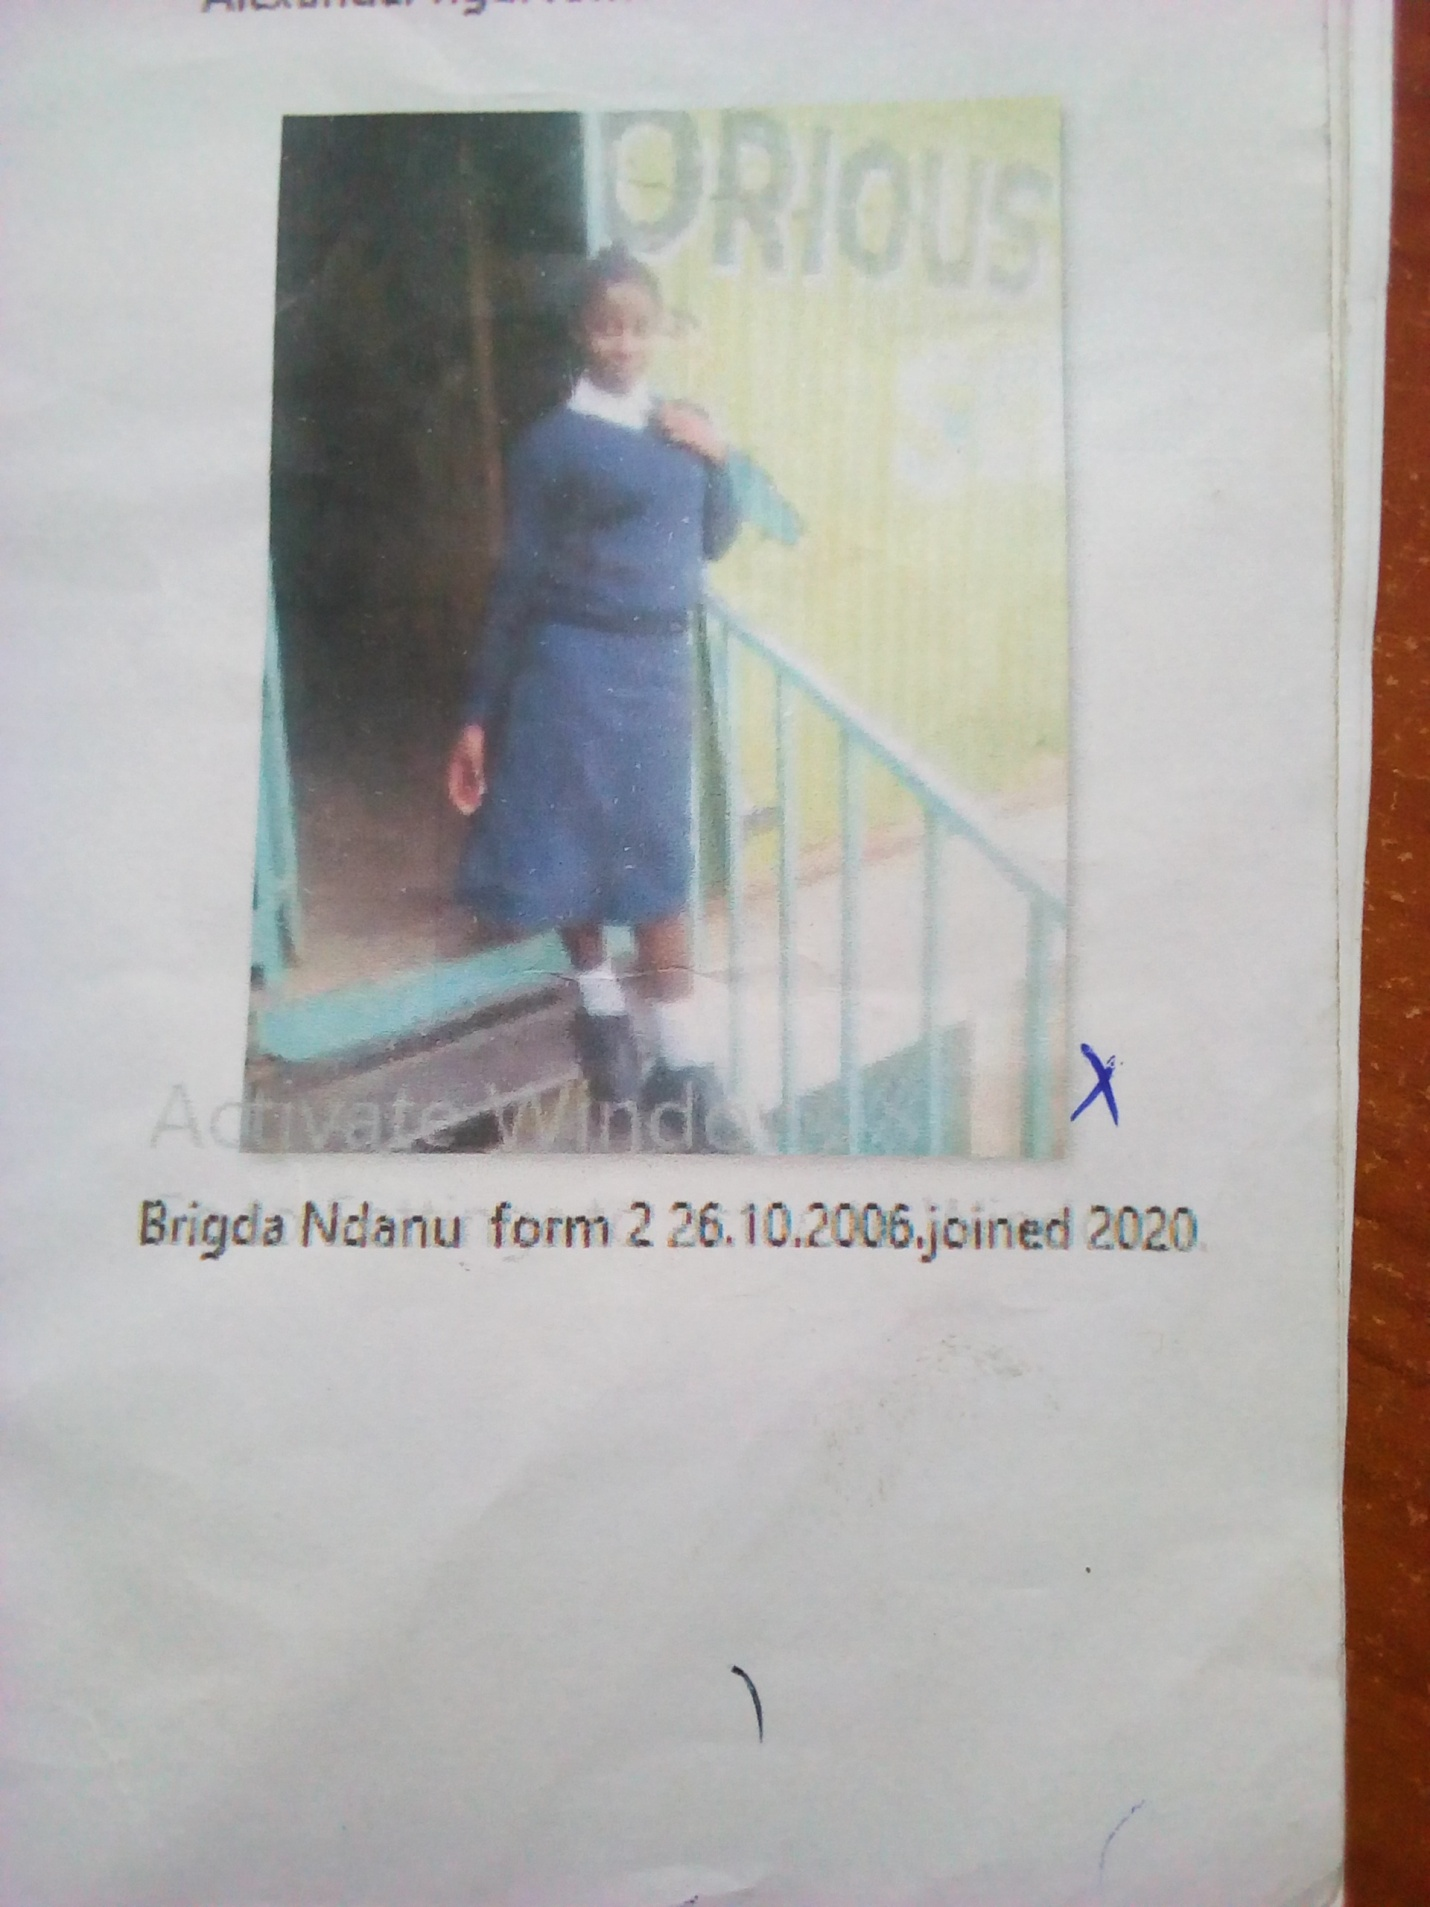 ORIOUS
Activate Windows
Brigda Ndanu form 2 26.10.2006.joined 2020
X